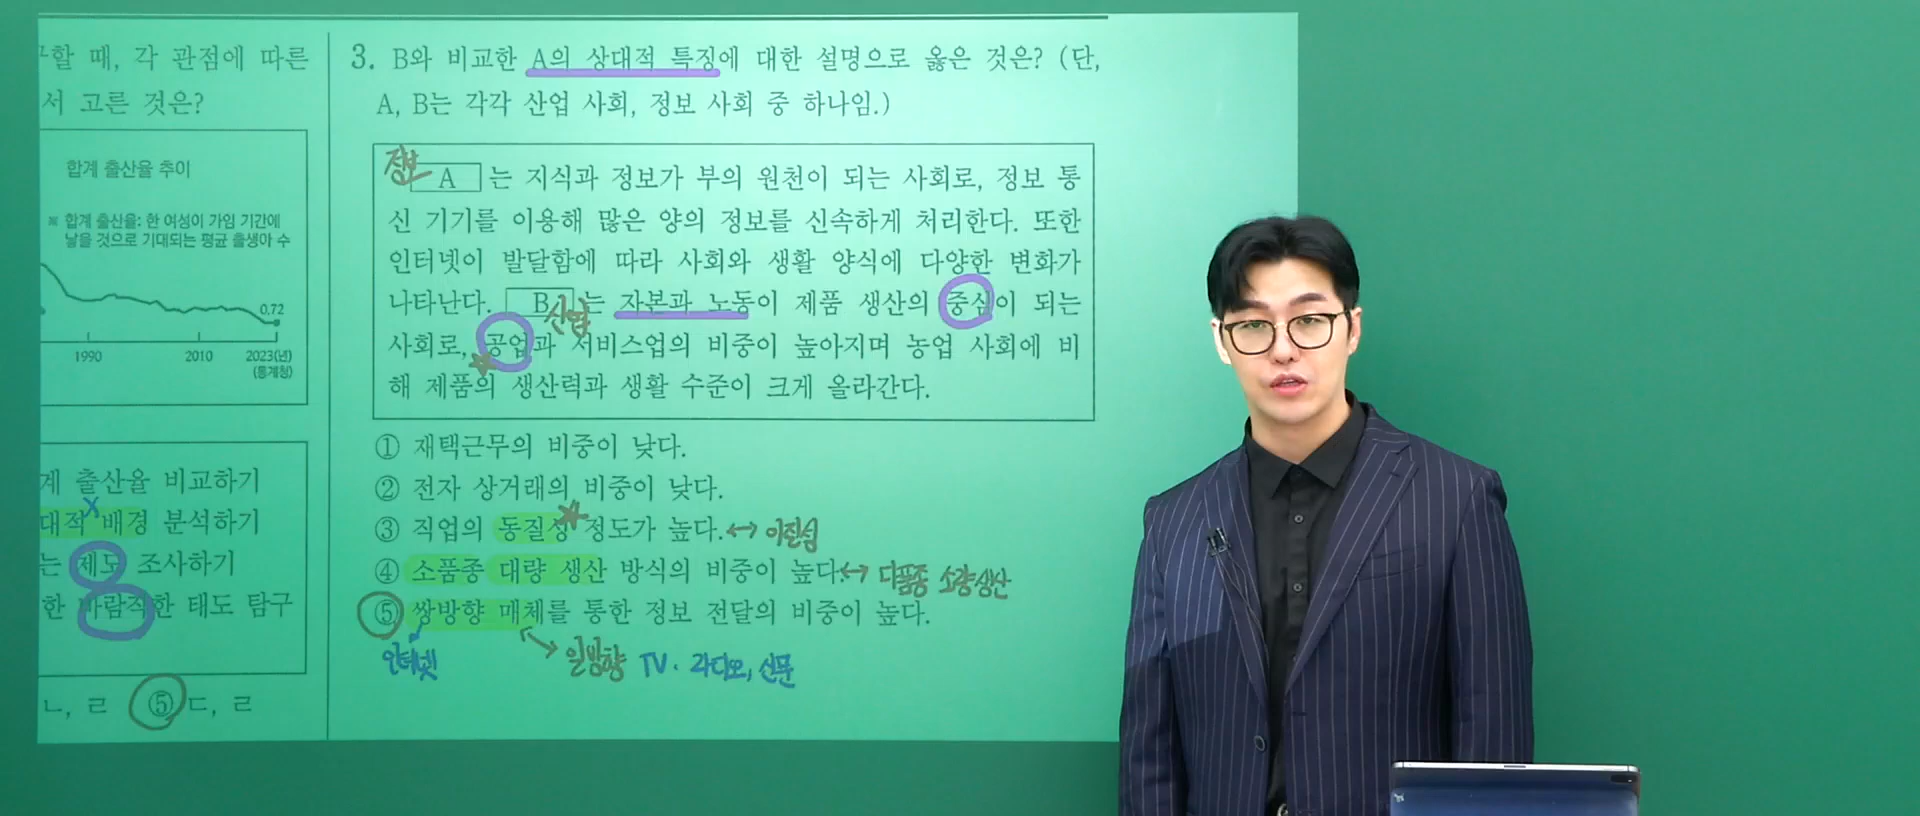 할 때, 각 관점에 따른
서 고른 것은?
합계 출산율 추이
※ 합계 출산율: 한 여성이 가임 기간에
낳을 것으로 기대되는 평균 출생아 수
0.72
1990 2010 2023(년)
(통계청)
계 출산율 비교하기
X
대적 배경 분석하기
는 제도 조사하기
한 바람직한 태도 탐구
ㄴ, ㄹ ⑤ ㄷ, ㄹ
3. B와 비교한 A의 상대적 특징에 대한 설명으로 옳은 것은? (단,
A, B는 각각 산업 사회, 정보 사회 중 하나임.)
정보
A 는 지식과 정보가 부의 원천이 되는 사회로, 정보 통
신 기기를 이용해 많은 양의 정보를 신속하게 처리한다. 또한
인터넷이 발달함에 따라 사회와 생활 양식에 다양한 변화가
나타난다. B 는 자본과 노동이 제품 생산의 중심이 되는
산업
사회로, 공업과 서비스업의 비중이 높아지며 농업 사회에 비
해 제품의 생산력과 생활 수준이 크게 올라간다.
① 재택근무의 비중이 낮다.
② 전자 상거래의 비중이 낮다.
③ 직업의 동질성 정도가 높다. ↔ 이질성
④ 소품종 대량 생산 방식의 비중이 높다. ↔ 다품종 소량생산
⑤ 쌍방향 매체를 통한 정보 전달의 비중이 높다.
인터넷 ↔ 일방향 TV. 라디오, 신문